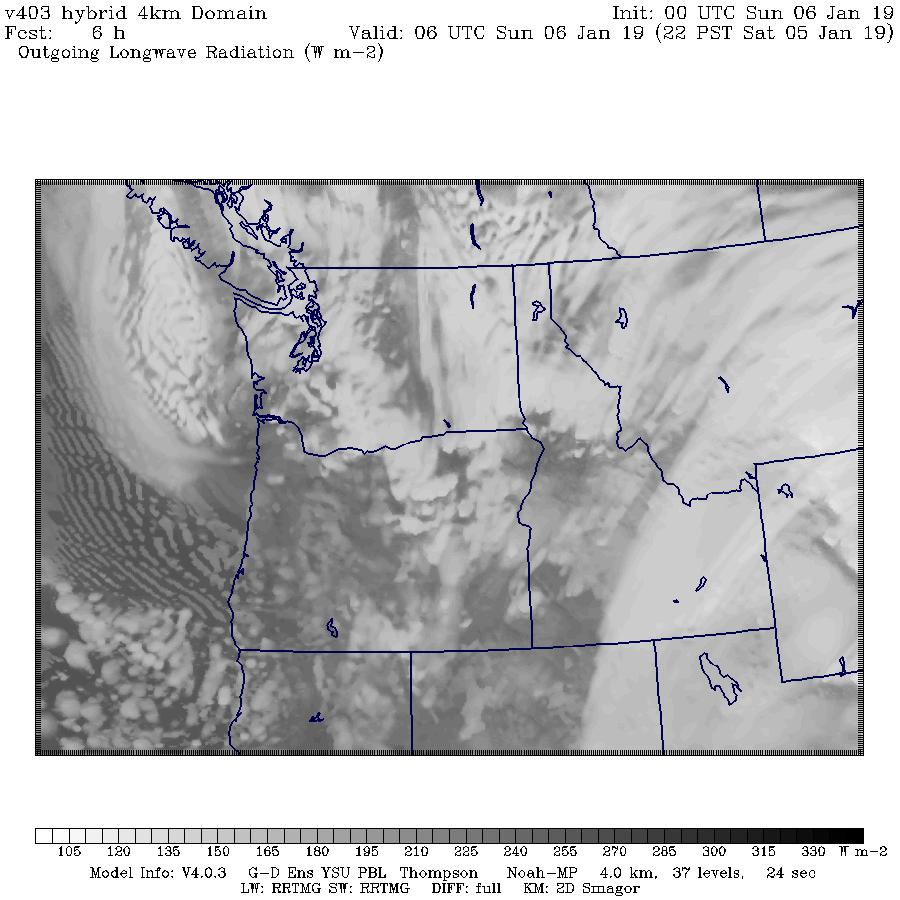 v403 hybrid 4km Domain Init: 00 UTC Sun 06 Jan 19
Fcst: 6 h Valid: 06 UTC Sun 06 Jan 19 (22 PST Sat 05 Jan 19)
Outgoing Longwave Radiation (W m-2)
105 120 135 150 165 180 195 210 225 240 255 270 285 300 315 330 W m-2
Model Info: V4.0.3 G-D Ens YSU PBL Thompson Noah-MP 4.0 km, 37 levels, 24 sec
LW: RRTMG SW: RRTMG DIFF: full KM: 2D Smagor